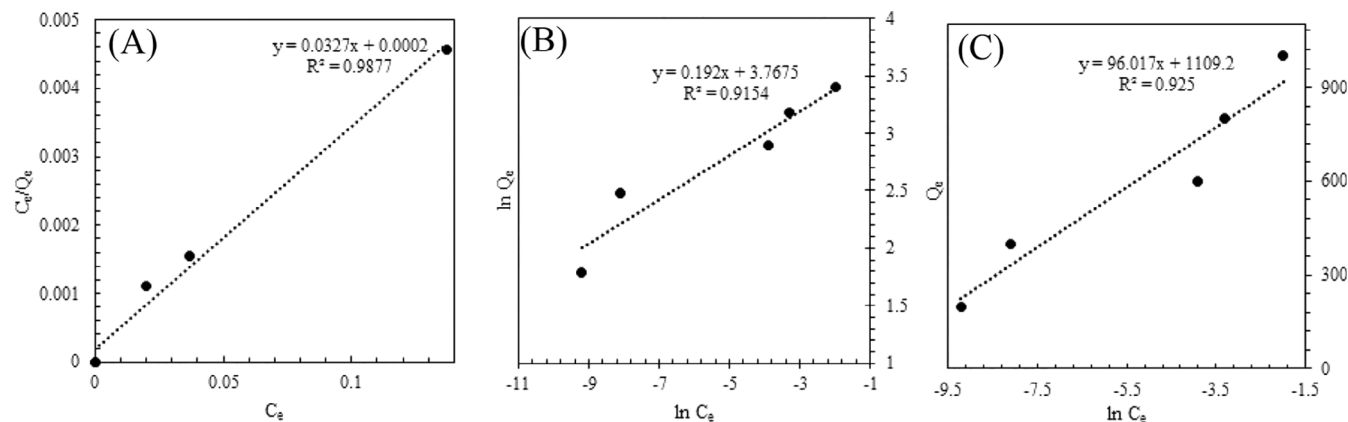 (A)
y = 0.0327x + 0.0002
R² = 0.9877
0.005
0.004
0.003
0.002
0.001
0
Cₑ/Qₑ
0
0.05
0.1
Cₑ
(B)
y = 0.192x + 3.7675
R² = 0.9154
ln Qₑ
4
3.5
3
2.5
2
1.5
1
-11
-9
-7
-5
-3
-1
ln Cₑ
(C)
y = 96.017x + 1109.2
R² = 0.925
Qₑ
900
600
300
0
-9.5
-7.5
-5.5
-3.5
-1.5
ln Cₑ